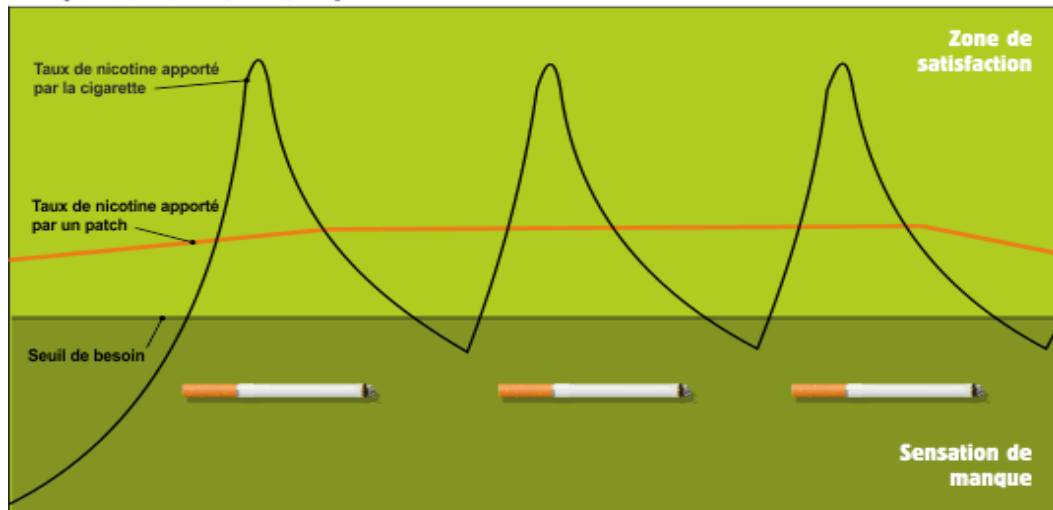 Zone de
satisfaction
Taux de nicotine apporté
par la cigarette
Taux de nicotine apporté
par un patch
Seuil de besoin
Sensation de
manque